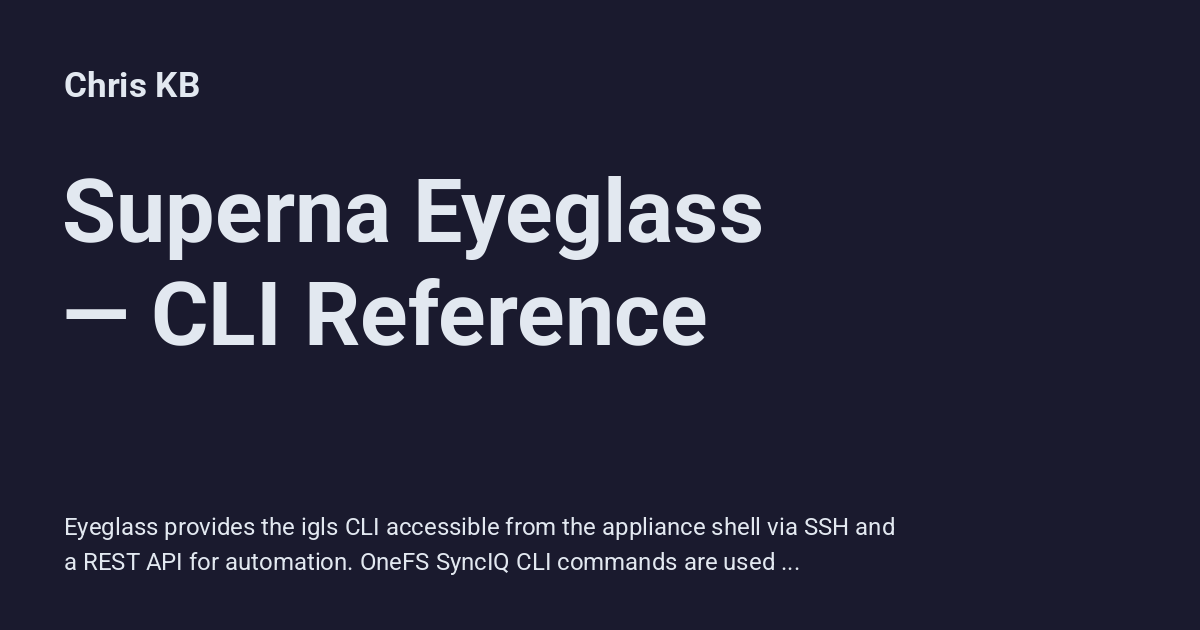 Chris KB
Superna Eyeglass
— CLI Reference
Eyeglass provides the igls CLI accessible from the appliance shell via SSH and
a REST API for automation. OneFS SyncIQ CLI commands are used ...